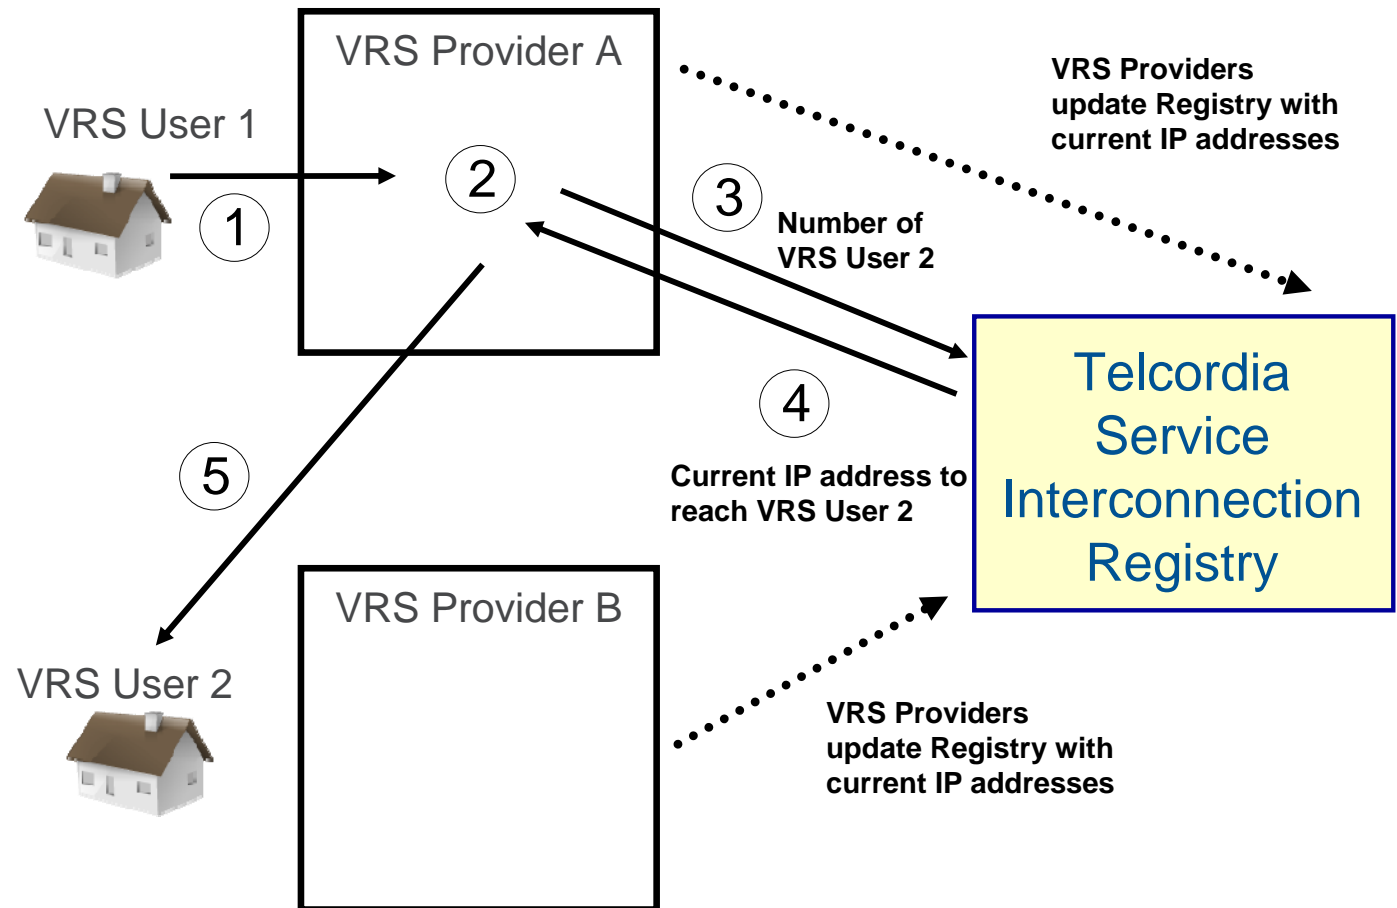 VRS Provider A
VRS Providers
update Registry with
current IP addresses
VRS User 1
2
1
3
Number of
VRS User 2
Telcordia
Service
Interconnection
Registry
4
5
Current IP address to
reach VRS User 2
VRS Provider B
VRS User 2
VRS Providers
update Registry with
current IP addresses